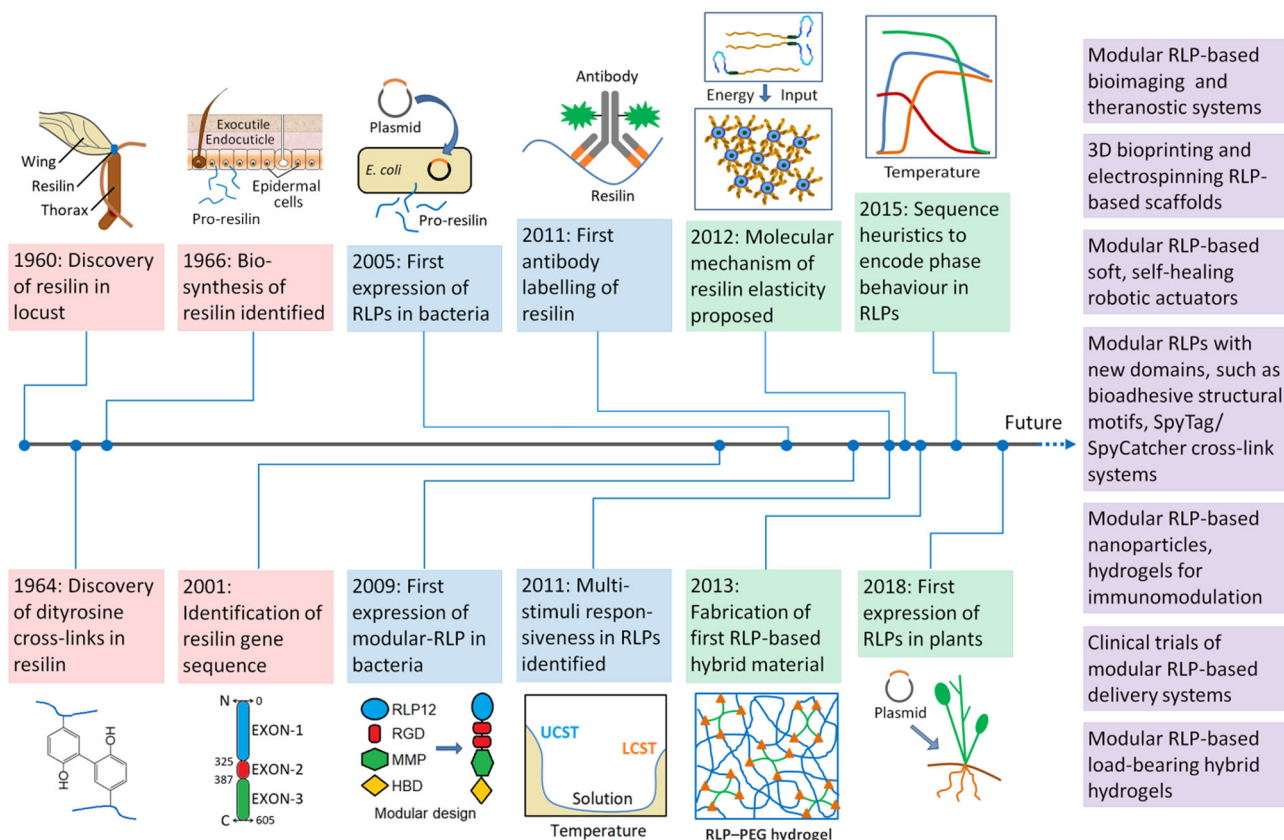 Wing
Resilin
Thorax
Exocutile
Endocuticle
Pro-resilin
Epidermal
cells
Plasmid
E. coli
Pro-resilin
Antibody
Resilin
Energy
Input
Temperature
1960: Discovery
of resilin in
locust
1966: Bio-
synthesis of
resilin identified
2005: First
expression of
RLPs in bacteria
2011: First
antibody
labelling of
resilin
2012: Molecular
mechanism of
resilin elasticity
proposed
2015: Sequence
heuristics to
encode phase
behaviour in
RLPs
Future
1964: Discovery
of dityrosine
cross-links in
resilin
2001:
Identification of
resilin gene
sequence
2009: First
expression of
modular-RLP in
bacteria
2011: Multi-
stimuli respon-
siveness in RLPs
identified
2013:
Fabrication of
first RLP-based
hybrid material
2018: First
expression of
RLPs in plants
OH
OH
N
0
EXON-1
325
EXON-2
387
EXON-3
C
605
RLP12
RGD
MMP
HBD
Modular design
UCST
LCST
Solution
Temperature
RLP–PEG hydrogel
Plasmid
Modular RLP-based
bioimaging and
theranostic systems
3D bioprinting and
electrospinning RLP-
based scaffolds
Modular RLP-based
soft, self-healing
robotic actuators
Modular RLPs with
new domains, such as
bioadhesive structural
motifs, SpyTag/
SpyCatcher cross-link
systems
Modular RLP-based
nanoparticles,
hydrogels for
immunomodulation
Clinical trials of
modular RLP-based
delivery systems
Modular RLP-based
load-bearing hybrid
hydrogels